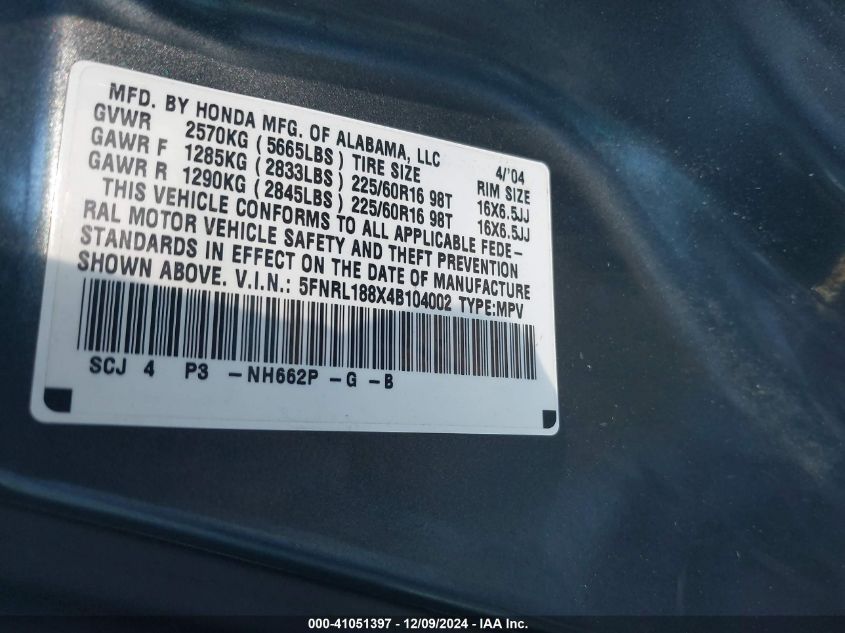 MFD. BY HONDA MFG. OF ALABAMA, LLC 4/'04
GVWR 2570KG ( 5665LBS ) TIRE SIZE RIM SIZE
GAWR F 1285KG ( 2833LBS ) 225/60R16 98T 16X6.5JJ
GAWR R 1290KG ( 2845LBS ) 225/60R16 98T 16X6.5JJ
THIS VEHICLE CONFORMS TO ALL APPLICABLE FEDE-
RAL MOTOR VEHICLE SAFETY AND THEFT PREVENTION
STANDARDS IN EFFECT ON THE DATE OF MANUFACTURE
SHOWN ABOVE. V.I.N.: 5FNRL188X4B104002 TYPE:MPV
SCJ 4 P3 -NH662P -G -B
000-41051397 - 12/09/2024 - IAA Inc.